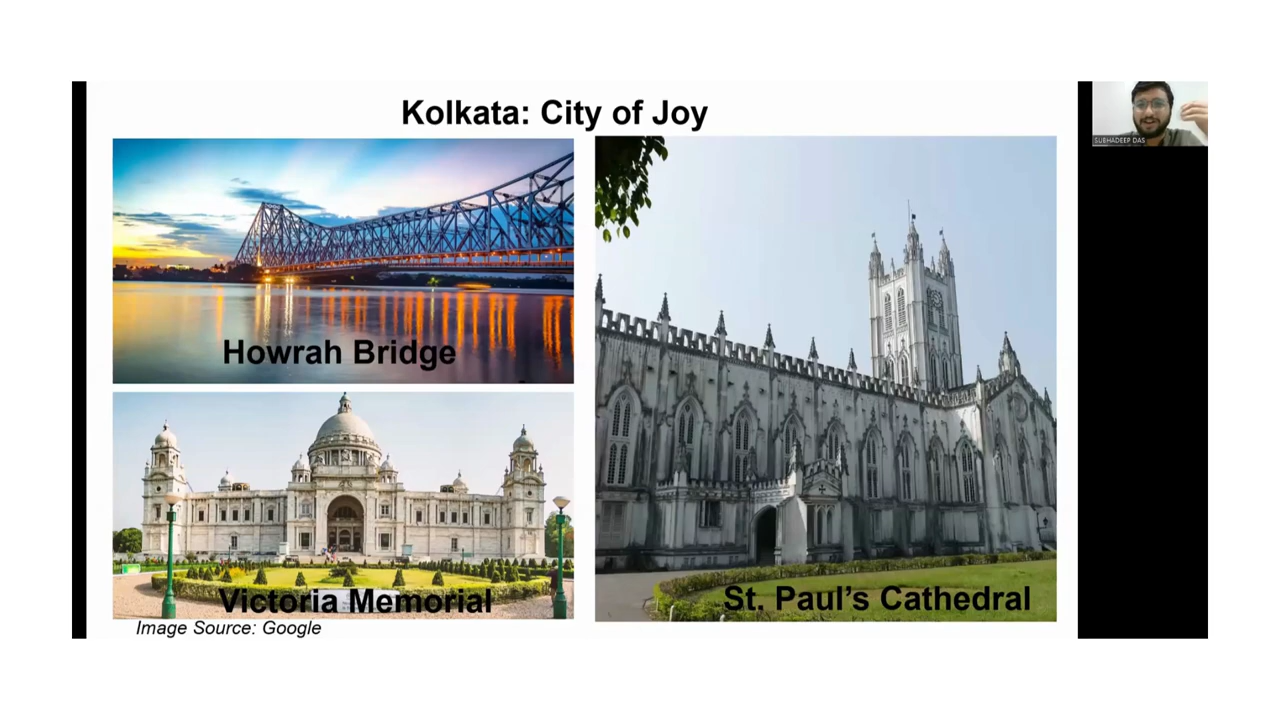 Kolkata: City of Joy
SUBHADEEP DAS
Howrah Bridge
Victoria Memorial
St. Paul’s Cathedral
Image Source: Google